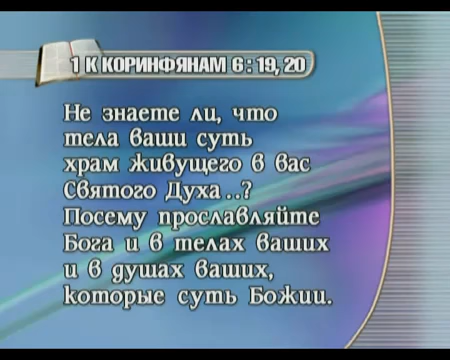 1 К КОРИНФЯНАМ 6:19, 20
Не знаете ли, что
тела ваши суть
храм живущего в вас
Святого Духа ..?
Посему прославляйте
Бога и в телах ваших
и в душах ваших,
которые суть Божии.